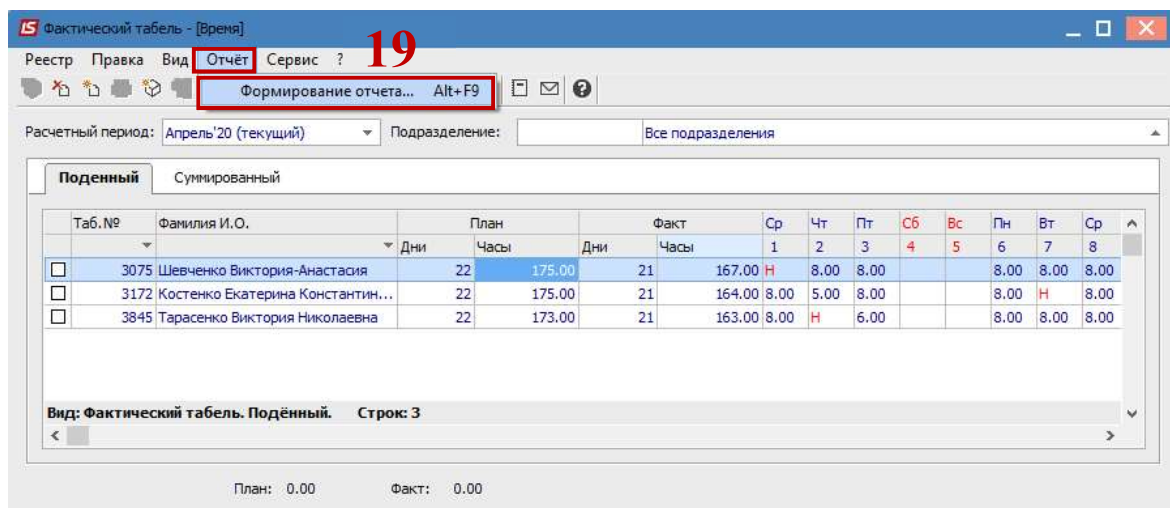 Фактический табель - [Время]
Реестр Правка Вид Отчёт Сервис ? 19
Формирование отчета... Alt+F9
Расчетный период: Апрель'20 (текущий) Подразделение: Все подразделения
Поденный Суммированный
Таб.№ Фамилия И.О. План Факт Ср Чт Пт Сб Вс Пн Вт Ср
Дни Часы Дни Часы 1 2 3 4 5 6 7 8
3075 Шевченко Виктория-Анастасия 22 175.00 21 167.00 Н 8.00 8.00 8.00 8.00 8.00
3172 Костенко Екатерина Константин... 22 175.00 21 164.00 8.00 5.00 8.00 8.00 Н 8.00
3845 Тарасенко Виктория Николаевна 22 173.00 21 163.00 8.00 Н 6.00 8.00 8.00 8.00
Вид: Фактический табель. Подённый. Строк: 3
План: 0.00 Факт: 0.00